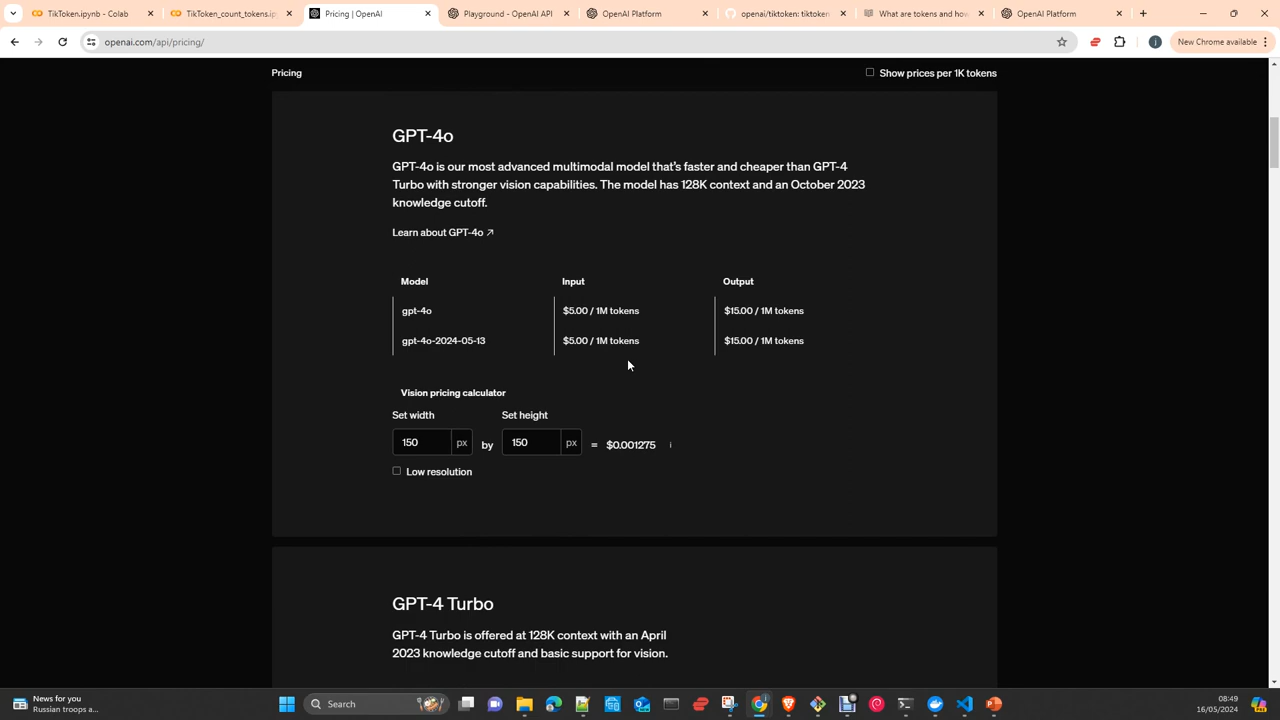 TikToken.ipynb - Colab
TikToken_count_tokens.ipynb
Pricing | OpenAI
Playground - OpenAI API
OpenAI Platform
openai/tiktoken: tiktoken
What are tokens and how
OpenAI Platform
openai.com/api/pricing/
New Chrome available
Pricing
Show prices per 1K tokens
GPT-4o
GPT-4o is our most advanced multimodal model that's faster and cheaper than GPT-4
Turbo with stronger vision capabilities. The model has 128K context and an October 2023
knowledge cutoff.
Learn about GPT-4o ↗
Model Input Output
gpt-4o $5.00 / 1M tokens $15.00 / 1M tokens
gpt-4o-2024-05-13 $5.00 / 1M tokens $15.00 / 1M tokens
Vision pricing calculator
Set width Set height
150 px by 150 px = $0.001275 i
Low resolution
GPT-4 Turbo
GPT-4 Turbo is offered at 128K context with an April
2023 knowledge cutoff and basic support for vision.
News for you
Russian troops a...
Search
08:49
16/05/2024